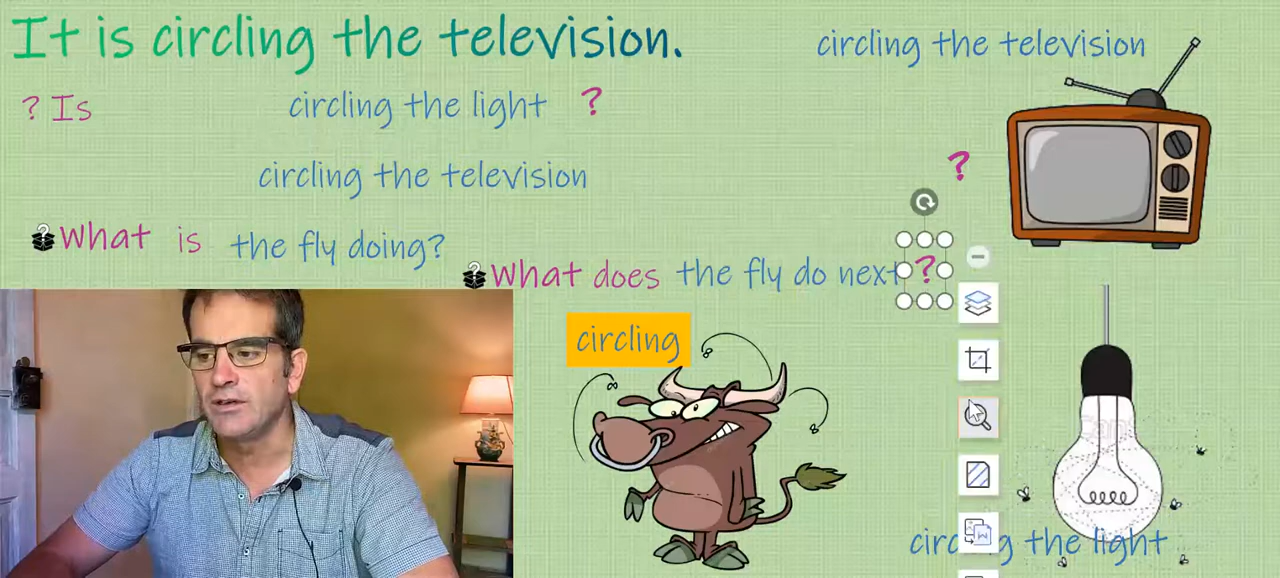 It is circling the television.
circling the television
? Is circling the light ?
circling the television
?
What is the fly doing?
What does the fly do next ?
circling
circling the light